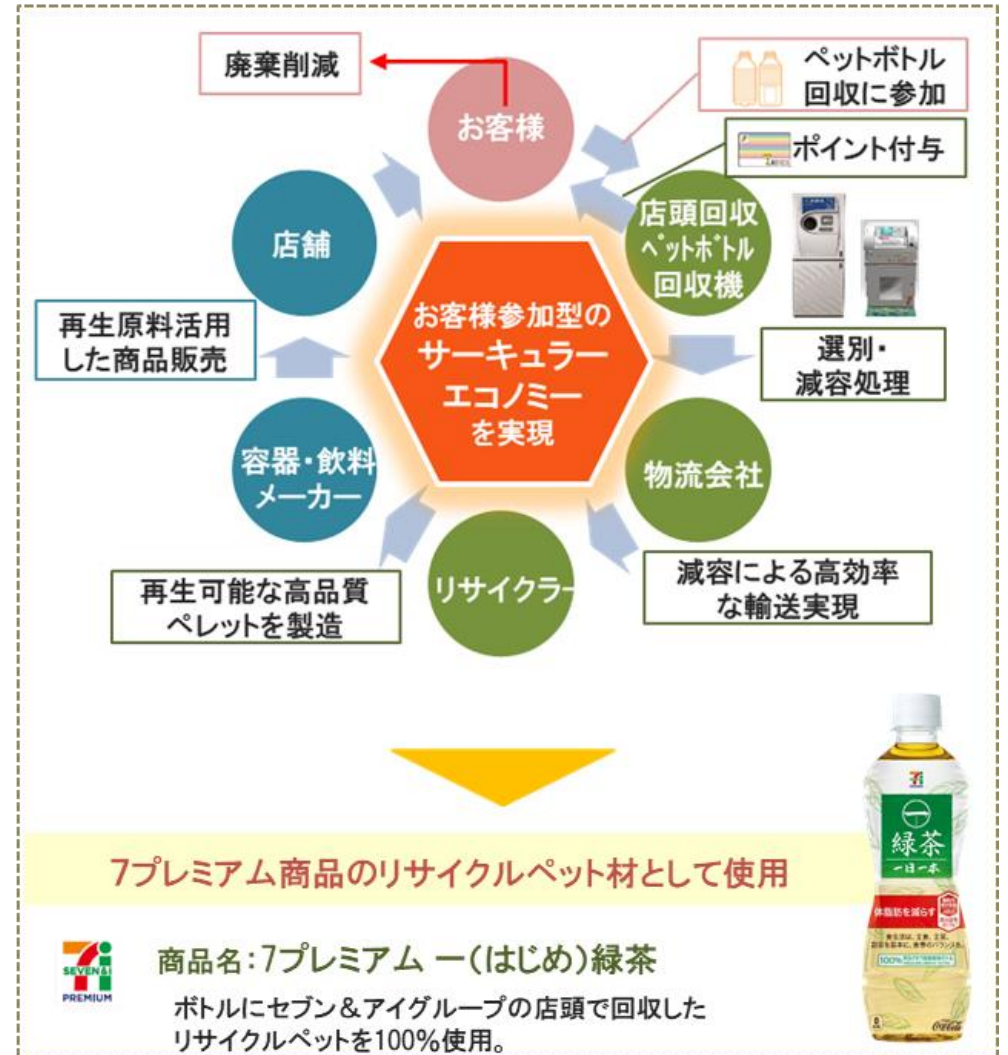 廃棄削減
お客様
ペットボトル
回収に参加
ポイント付与
店頭回収
ペットボトル
回収機
店舗
お客様参加型の
サーキュラー
エコノミー
を実現
再生原料活用
した商品販売
選別・
減容処理
容器・飲料
メーカー
物流会社
リサイクラー
再生可能な高品質
ペレットを製造
減容による高効率
な輸送実現
7プレミアム商品のリサイクルペット材として使用
一
緑茶
一日一本
体脂肪を減らす
100%
Coca-Cola
SEVEN&i
PREMIUM
商品名:7プレミアム 一(はじめ)緑茶
ボトルにセブン&アイグループの店頭で回収した
リサイクルペットを100%使用。